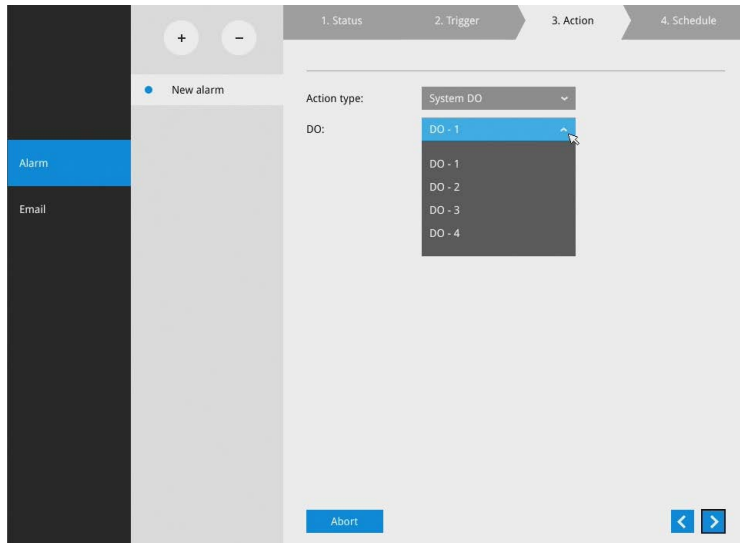 1. Status
2. Trigger
3. Action
4. Schedule
+
-
New alarm
Action type:
System DO
DO:
DO - 1
DO - 1
DO - 2
DO - 3
DO - 4
Alarm
Email
Abort